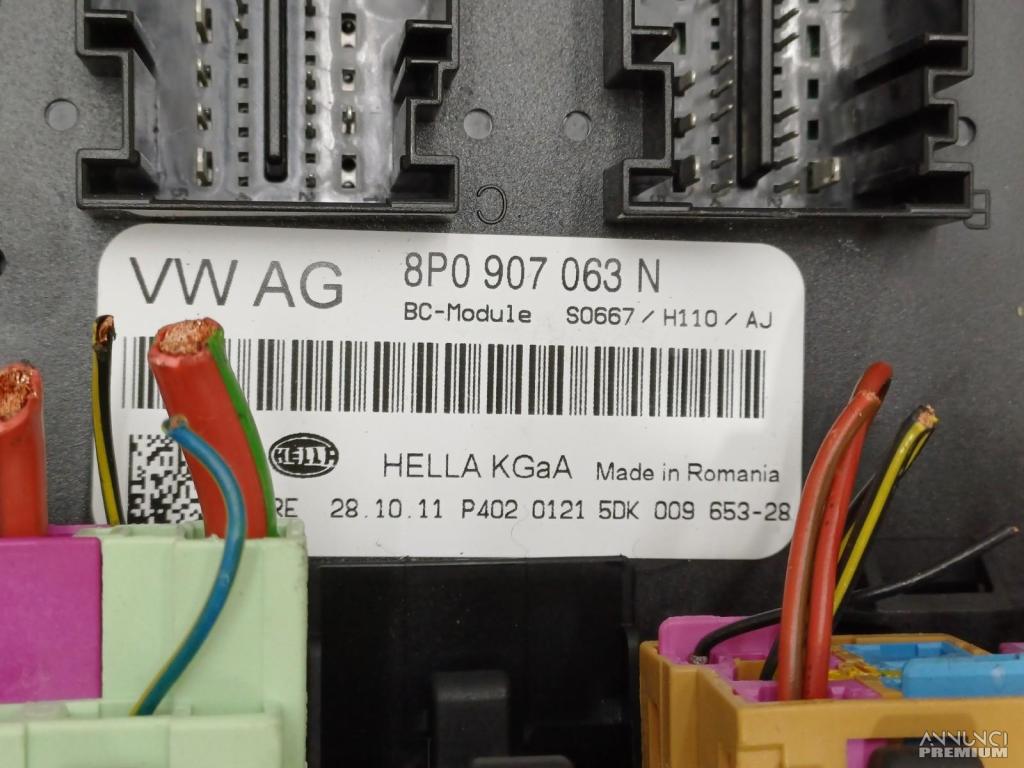 C
VW AG
8P0 907 063 N
BC-Module S0667 / H110 / AJ
HELLA
HELLA KGaA Made in Romania
RE 28.10.11 P402 0121 5DK 009 653-28
ANNUNCI
PREMIUM